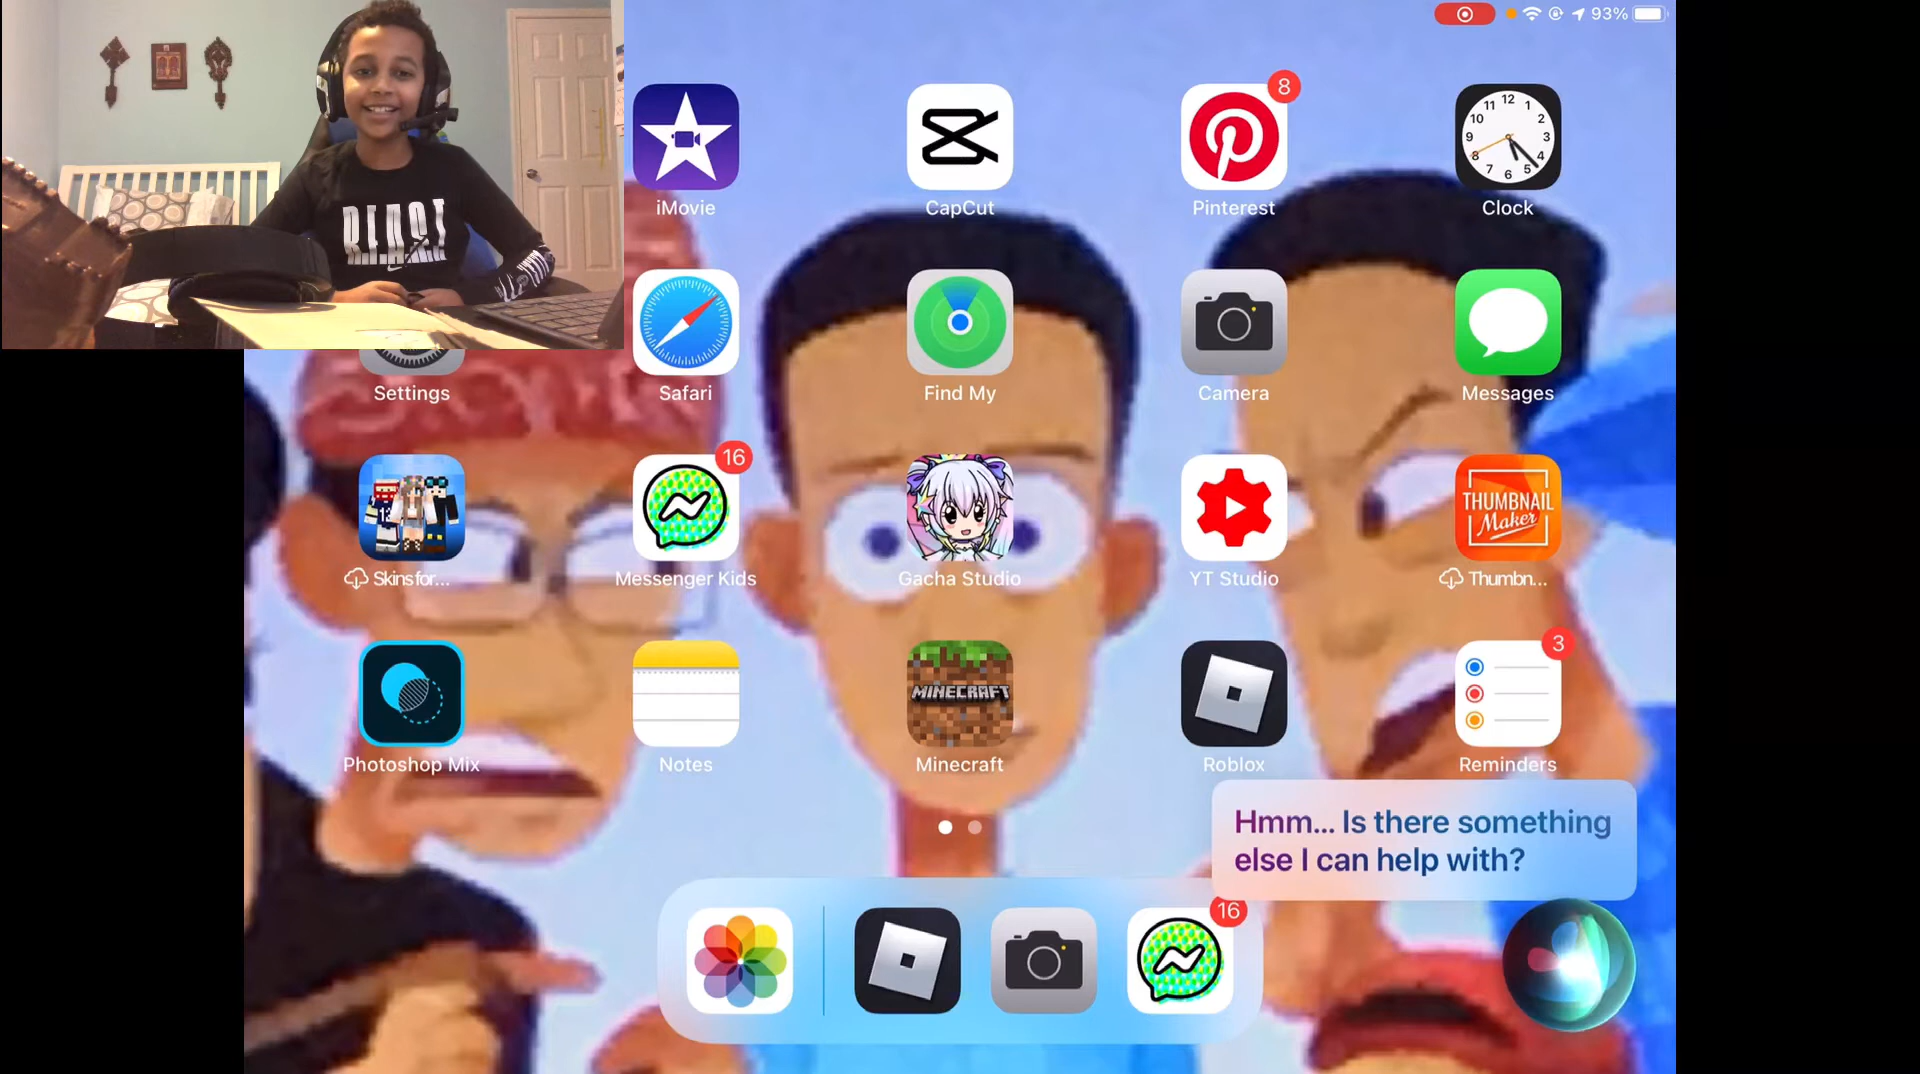 93%
8
12
11
1
10
2
9
3
8
4
7
5
6
iMovie
CapCut
Pinterest
Clock
Settings
Safari
Find My
Camera
Messages
16
THUMBNAIL
Maker
Skins for...
Messenger Kids
Gacha Studio
YT Studio
Thumbn...
MINECRAFT
3
Photoshop Mix
Notes
Minecraft
Roblox
Reminders
Hmm... Is there something
else I can help with?
16